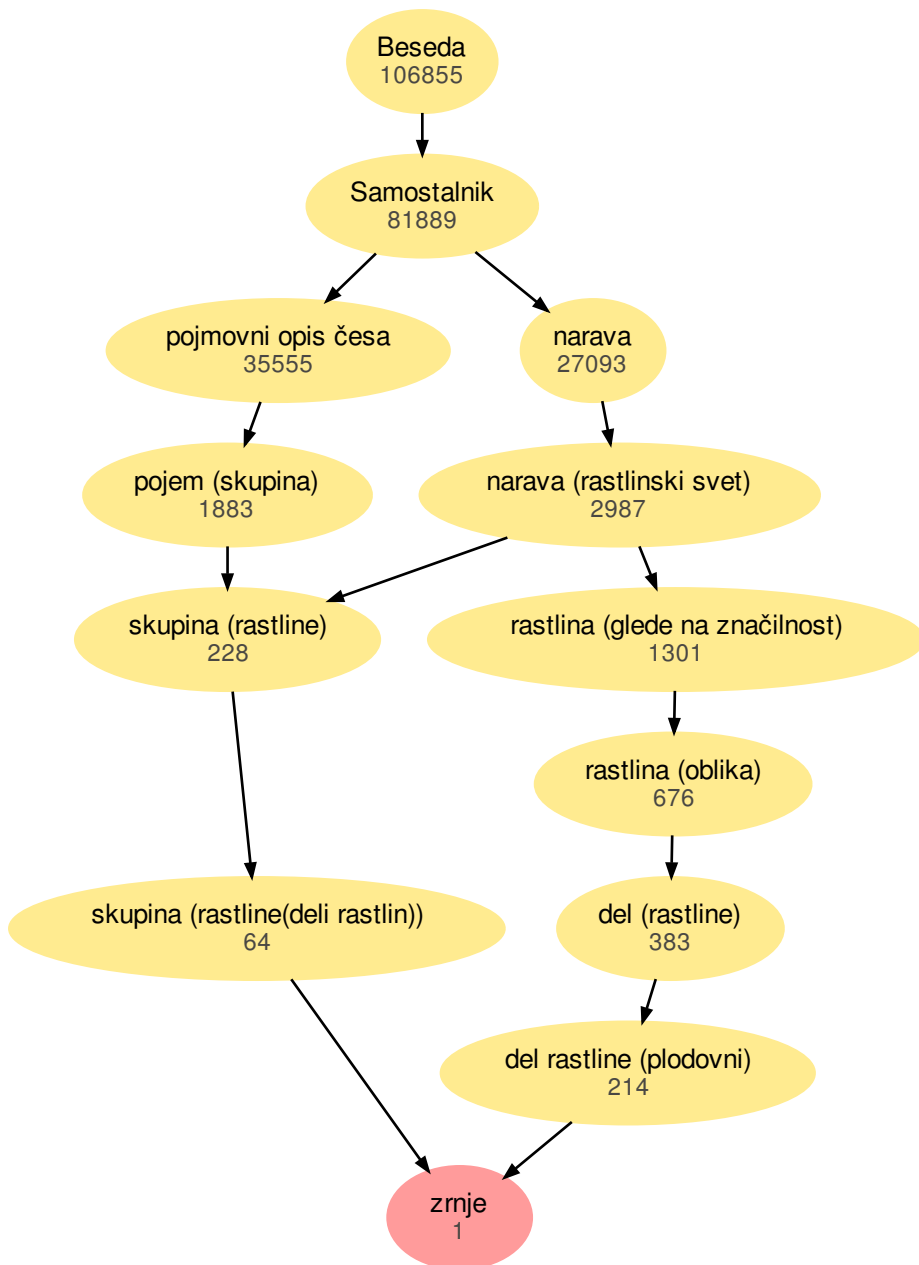 Beseda
106855
Samostalnik
81889
pojmovni opis česa
35555
narava
27093
pojem (skupina)
1883
narava (rastlinski svet)
2987
skupina (rastline)
228
rastlina (glede na značilnost)
1301
rastlina (oblika)
676
skupina (rastline(deli rastlin))
64
del (rastline)
383
del rastline (plodovni)
214
zrnje
1